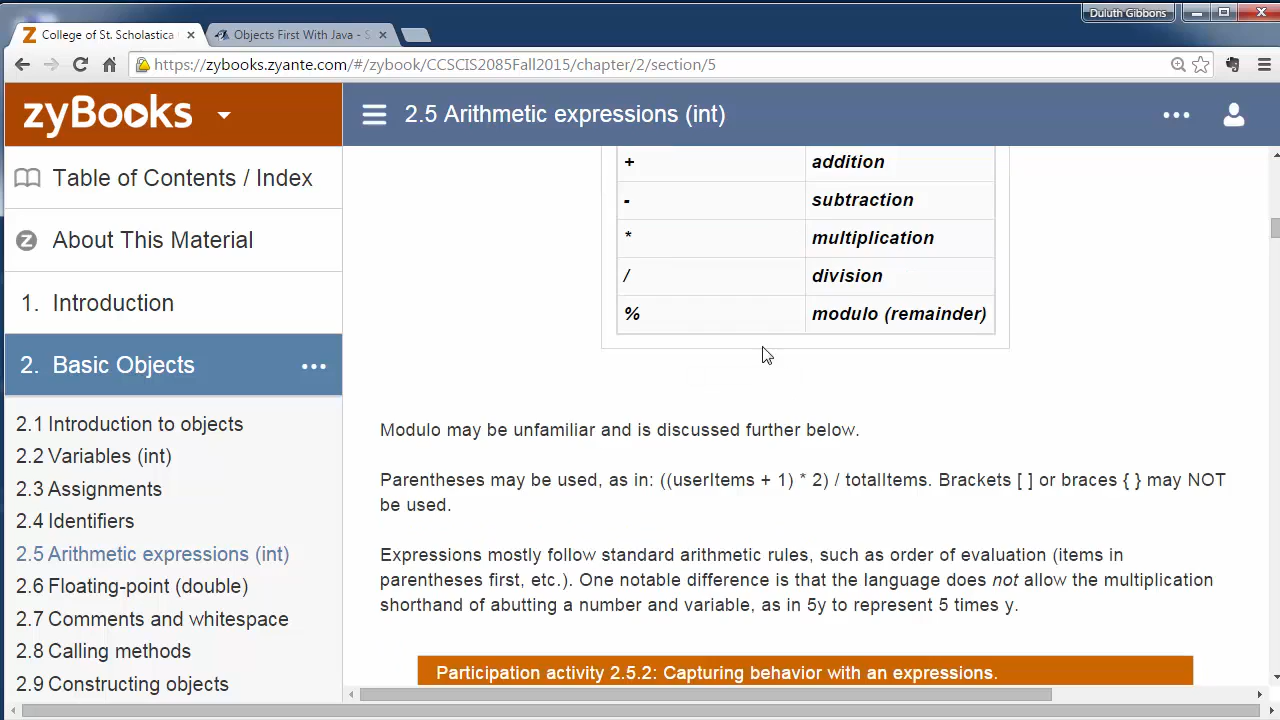 Duluth Gibbons
College of St. Scholastica
Objects First With Java - S
https://zybooks.zyante.com/#/zybook/CCSCIS2085Fall2015/chapter/2/section/5
zyBooks
2.5 Arithmetic expressions (int)
Table of Contents / Index
About This Material
1. Introduction
2. Basic Objects
2.1 Introduction to objects
2.2 Variables (int)
2.3 Assignments
2.4 Identifiers
2.5 Arithmetic expressions (int)
2.6 Floating-point (double)
2.7 Comments and whitespace
2.8 Calling methods
2.9 Constructing objects
+ addition
- subtraction
* multiplication
/ division
% modulo (remainder)
Modulo may be unfamiliar and is discussed further below.
Parentheses may be used, as in: ((userItems + 1) * 2) / totalItems. Brackets [ ] or braces { } may NOT
be used.
Expressions mostly follow standard arithmetic rules, such as order of evaluation (items in
parentheses first, etc.). One notable difference is that the language does not allow the multiplication
shorthand of abutting a number and variable, as in 5y to represent 5 times y.
Participation activity 2.5.2: Capturing behavior with an expressions.